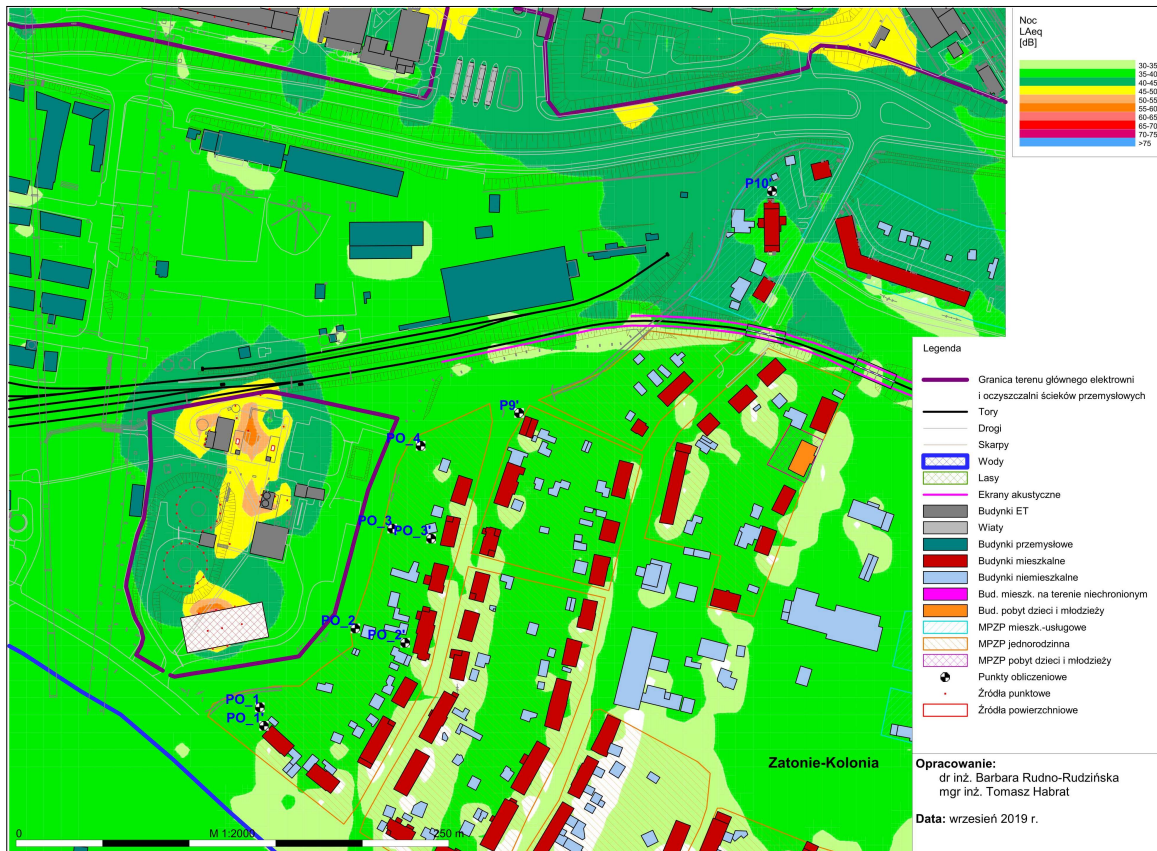 Noc
LAeq
[dB]
30-35
35-40
40-45
45-50
50-55
55-60
60-65
65-70
70-75
>75
P10'
P9'
PO_4
PO_3
PO_3'
PO_2
PO_2'
PO_1
PO_1'
Zatonie-Kolonia
0
M 1:2000
250 m
Legenda
Granica terenu głównego elektrowni
i oczyszczalni ścieków przemysłowych
Tory
Drogi
Skarpy
Wody
Lasy
Ekrany akustyczne
Budynki ET
Wiaty
Budynki przemysłowe
Budynki mieszkalne
Budynki niemieszkalne
Bud. mieszk. na terenie niechronionym
Bud. pobyt dzieci i młodzieży
MPZP mieszk.-usługowe
MPZP jednorodzinna
MPZP pobyt dzieci i młodzieży
Punkty obliczeniowe
Źródła punktowe
Źródła powierzchniowe
Opracowanie:
dr inż. Barbara Rudno-Rudzińska
mgr inż. Tomasz Habrat
Data: wrzesień 2019 r.